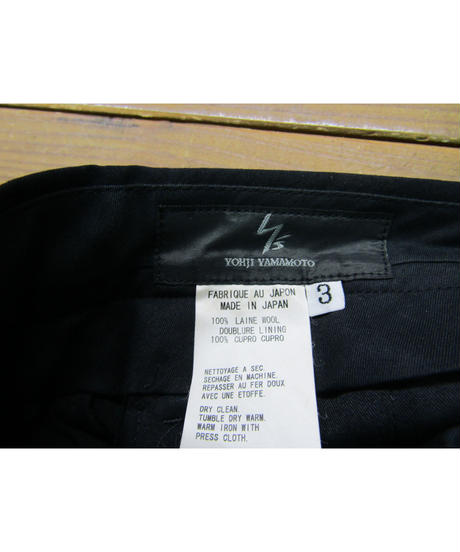 Y's
YOHJI YAMAMOTO
FABRIQUE AU JAPON
MADE IN JAPAN
3
100% LAINE WOOL
DOUBLURE LINING
100% CUPRO CUPRO
NETTOYAGE A SEC.
SECHAGE EN MACHINE.
REPASSER AU FER DOUX
AVEC UNE ETOFFE.
DRY CLEAN.
TUMBLE DRY WARM.
WARM IRON WITH
PRESS CLOTH.